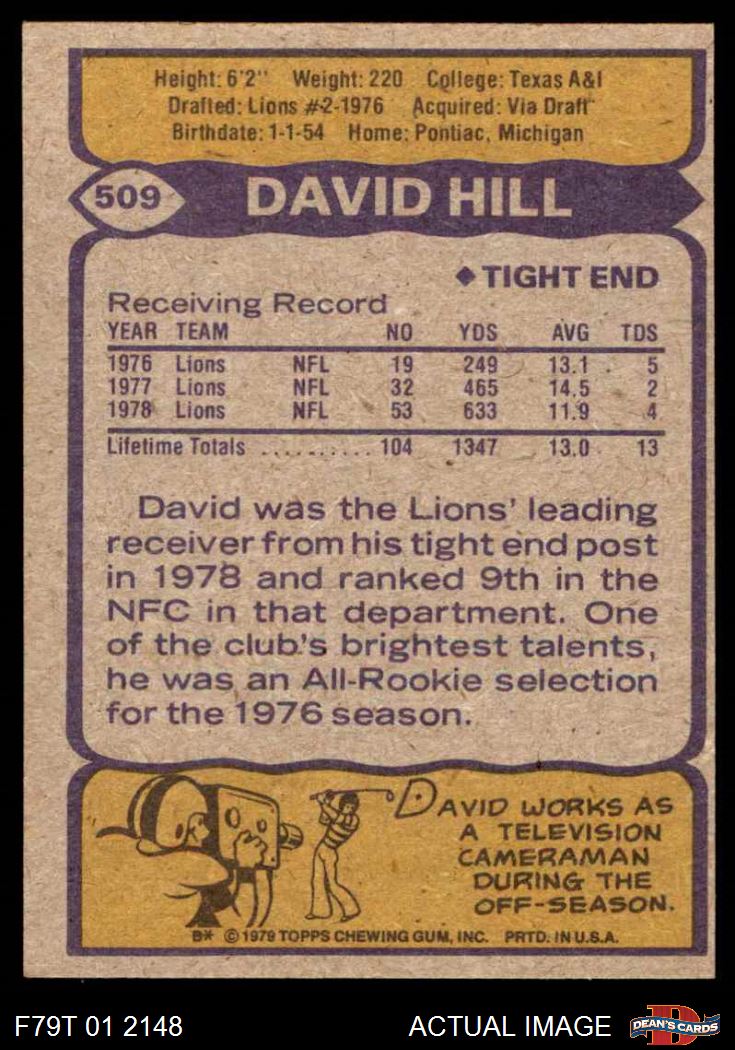 Height: 6'2" Weight: 220 College: Texas A&I
Drafted: Lions #2-1976 Acquired: Via Draft
Birthdate: 1-1-54 Home: Pontiac, Michigan
509 DAVID HILL
◆ TIGHT END
Receiving Record
YEAR TEAM NO YDS AVG TDS
1976 Lions NFL 19 249 13.1 5
1977 Lions NFL 32 465 14.5 2
1978 Lions NFL 53 633 11.9 4
Lifetime Totals .......... 104 1347 13.0 13
David was the Lions' leading
receiver from his tight end post
in 1978 and ranked 9th in the
NFC in that department. One
of the club's brightest talents,
he was an All-Rookie selection
for the 1976 season.
DAVID WORKS AS
A TELEVISION
CAMERAMAN
DURING THE
OFF-SEASON.
B* © 1979 TOPPS CHEWING GUM, INC. PRTD. IN U.S.A.
F79T 01 2148 ACTUAL IMAGE DEAN'S CARDS